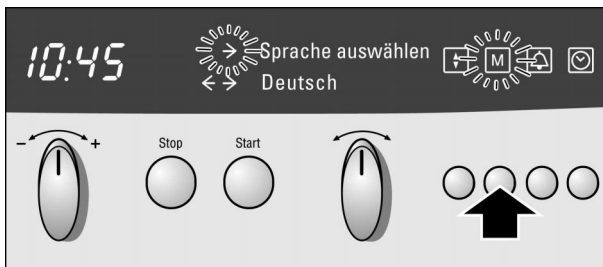 10:45
Sprache auswählen
M
Deutsch
- +
Stop
Start